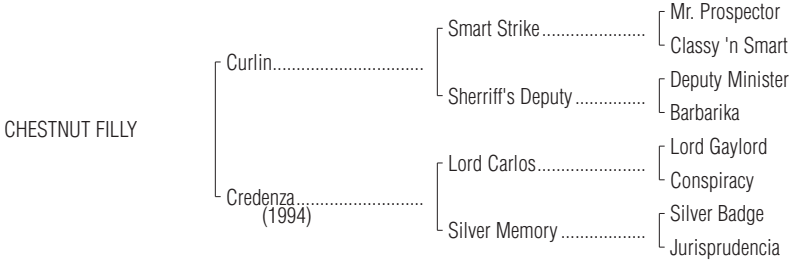 Mr. Prospector
Smart Strike......................
Classy 'n Smart
Curlin...............................
Deputy Minister
Sherriff's Deputy ...............
Barbarika
CHESTNUT FILLY
Lord Gaylord
Lord Carlos.......................
Conspiracy
Credenza..........................
(1994)
Silver Badge
Silver Memory ..................
Jurisprudencia